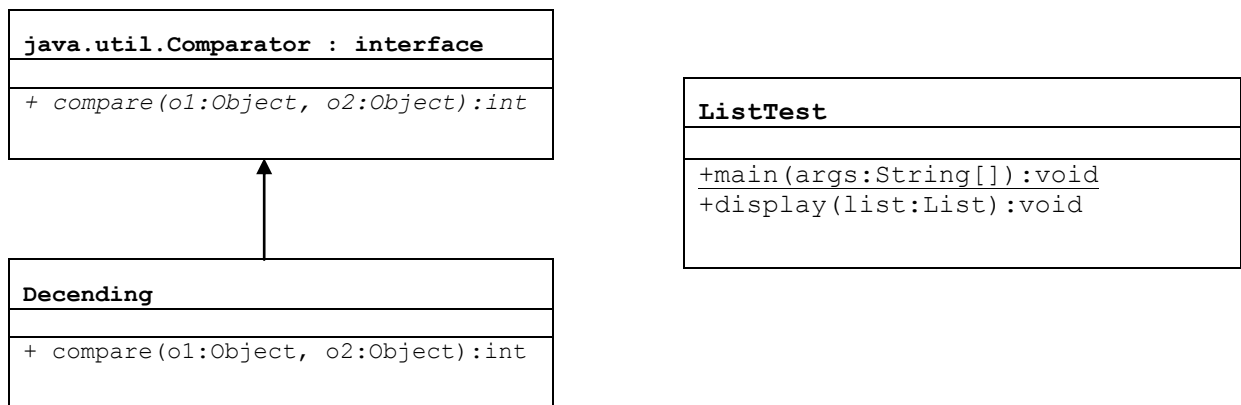 java.util.Comparator : interface
+ compare(o1:Object, o2:Object):int
Decending
+ compare(o1:Object, o2:Object):int
ListTest
+main(args:String[]):void
+display(list:List):void